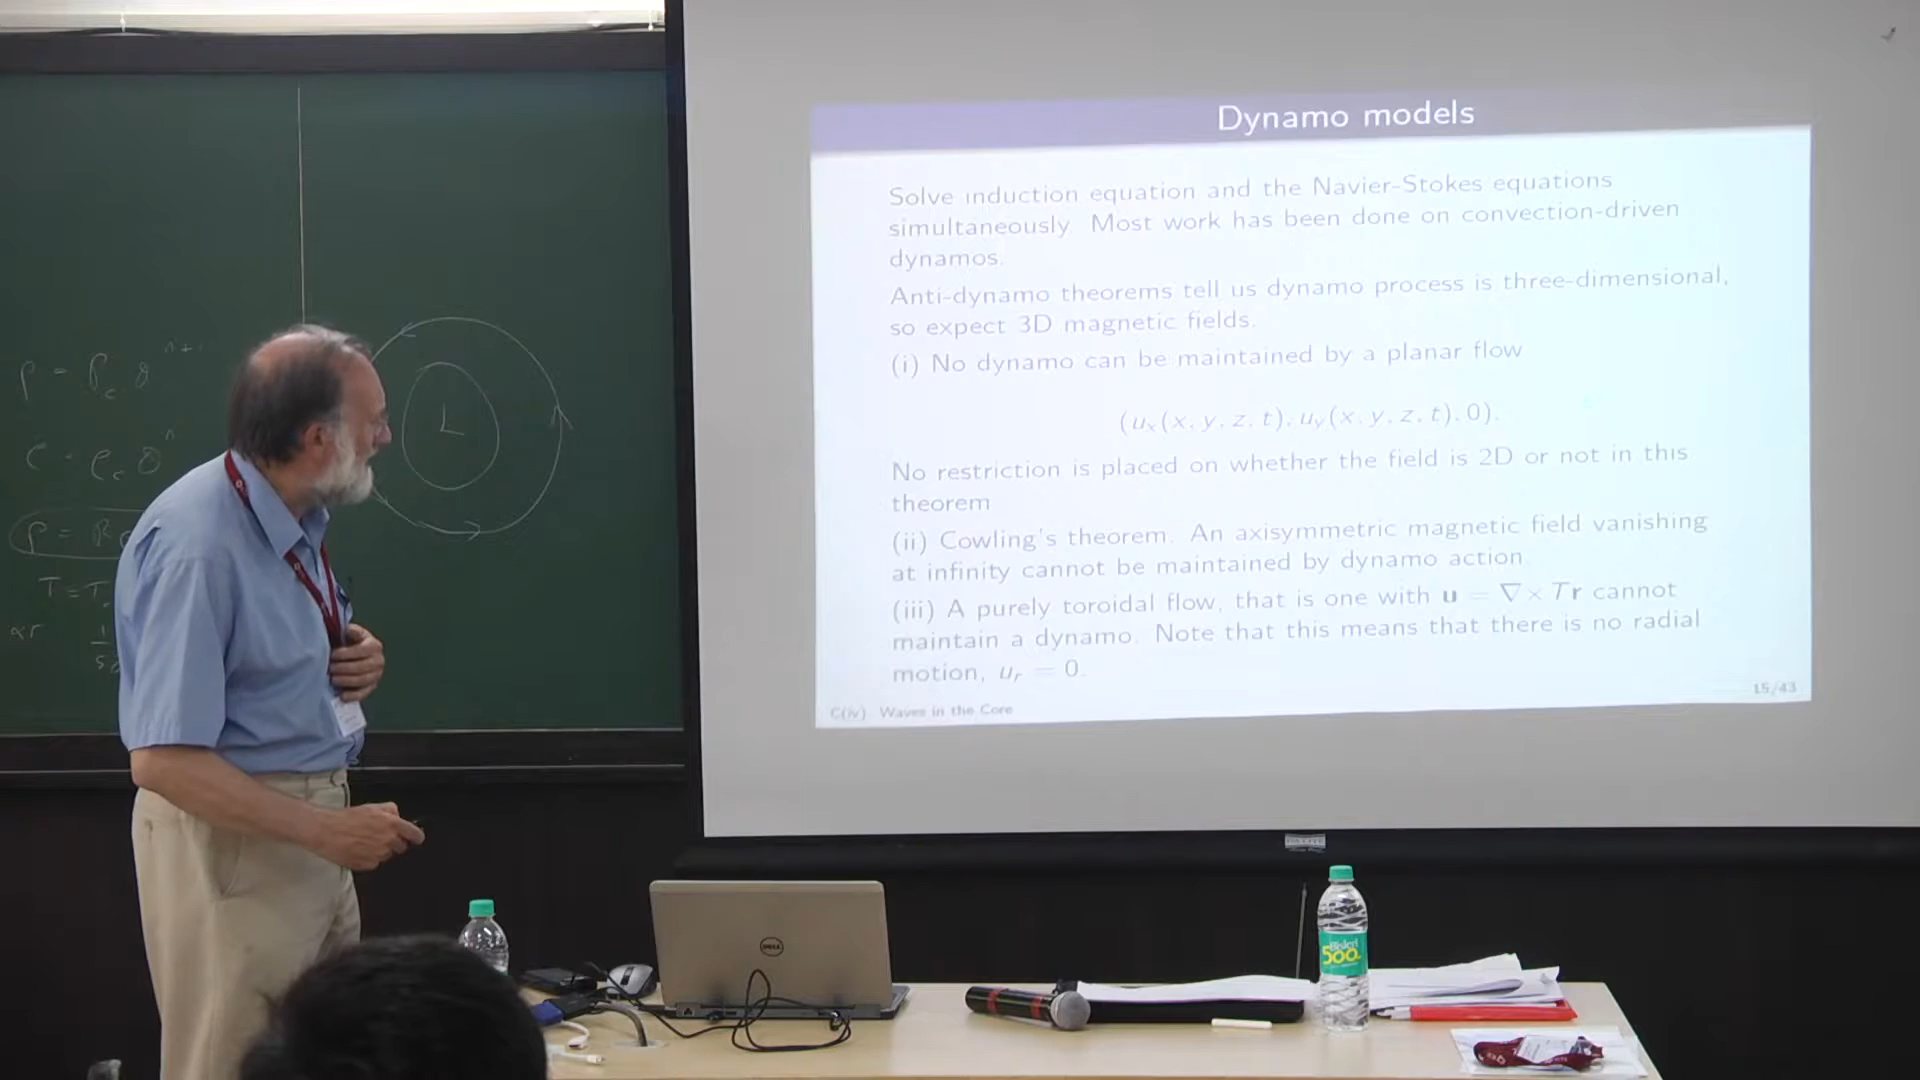 Dynamo models
Solve induction equation and the Navier-Stokes equations
simultaneously. Most work has been done on convection-driven
dynamos.
Anti-dynamo theorems tell us dynamo process is three-dimensional,
so expect 3D magnetic fields.
(i) No dynamo can be maintained by a planar flow
(uₓ(x, y, z, t), u_y(x, y, z, t), 0).
No restriction is placed on whether the field is 2D or not in this
theorem
(ii) Cowling's theorem. An axisymmetric magnetic field vanishing
at infinity cannot be maintained by dynamo action
(iii) A purely toroidal flow, that is one with u = ∇ × Tr cannot
maintain a dynamo. Note that this means that there is no radial
motion, uᵣ = 0.
15/43
C(iv) Waves in the Core
L
DELL
Bisleri
500